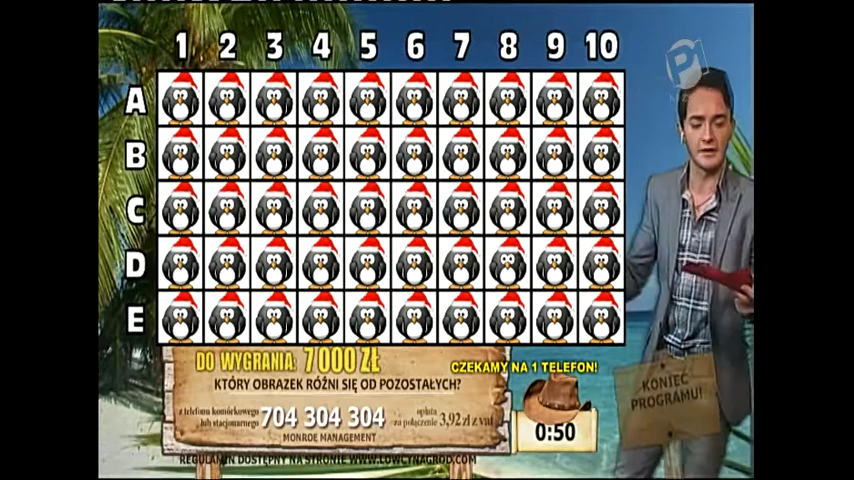 1 2 3 4 5 6 7 8 9 10
A
B
C
D
E
DO WYGRANIA: 7000 ZŁ
CZEKAMY NA 1 TELEFON!
KTÓRY OBRAZEK RÓŻNI SIĘ OD POZOSTAŁYCH?
z telefonu komórkowego
lub stacjonarnego
704 304 304
opłata
za połączenie 3,92 zł z vat
MONROE MANAGEMENT
0:50
KONIEC
PROGRAMU!
REGULAMIN DOSTĘPNY NA STRONIE WWW.LOWCYNAGROD.COM